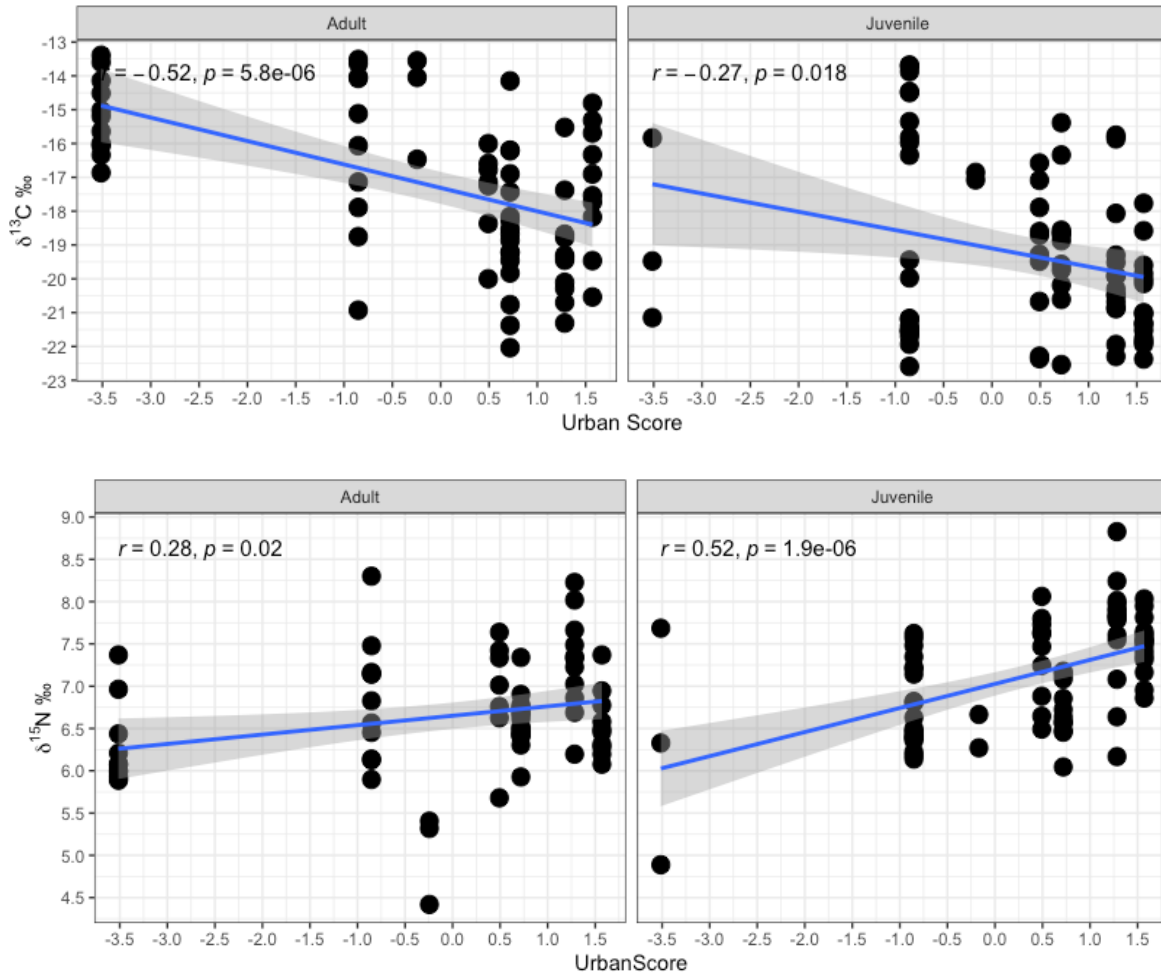 Adult Juvenile
r = −0.52, p = 5.8e-06 r = −0.27, p = 0.018
-13
-14
-15
-16
-17
-18
-19
-20
-21
-22
-23
δ¹³C ‰
-3.5 -3.0 -2.5 -2.0 -1.5 -1.0 -0.5 0.0 0.5 1.0 1.5 -3.5 -3.0 -2.5 -2.0 -1.5 -1.0 -0.5 0.0 0.5 1.0 1.5
Urban Score
Adult Juvenile
r = 0.28, p = 0.02 r = 0.52, p = 1.9e-06
9.0
8.5
8.0
7.5
7.0
6.5
6.0
5.5
5.0
4.5
δ¹⁵N ‰
-3.5 -3.0 -2.5 -2.0 -1.5 -1.0 -0.5 0.0 0.5 1.0 1.5 -3.5 -3.0 -2.5 -2.0 -1.5 -1.0 -0.5 0.0 0.5 1.0 1.5
UrbanScore